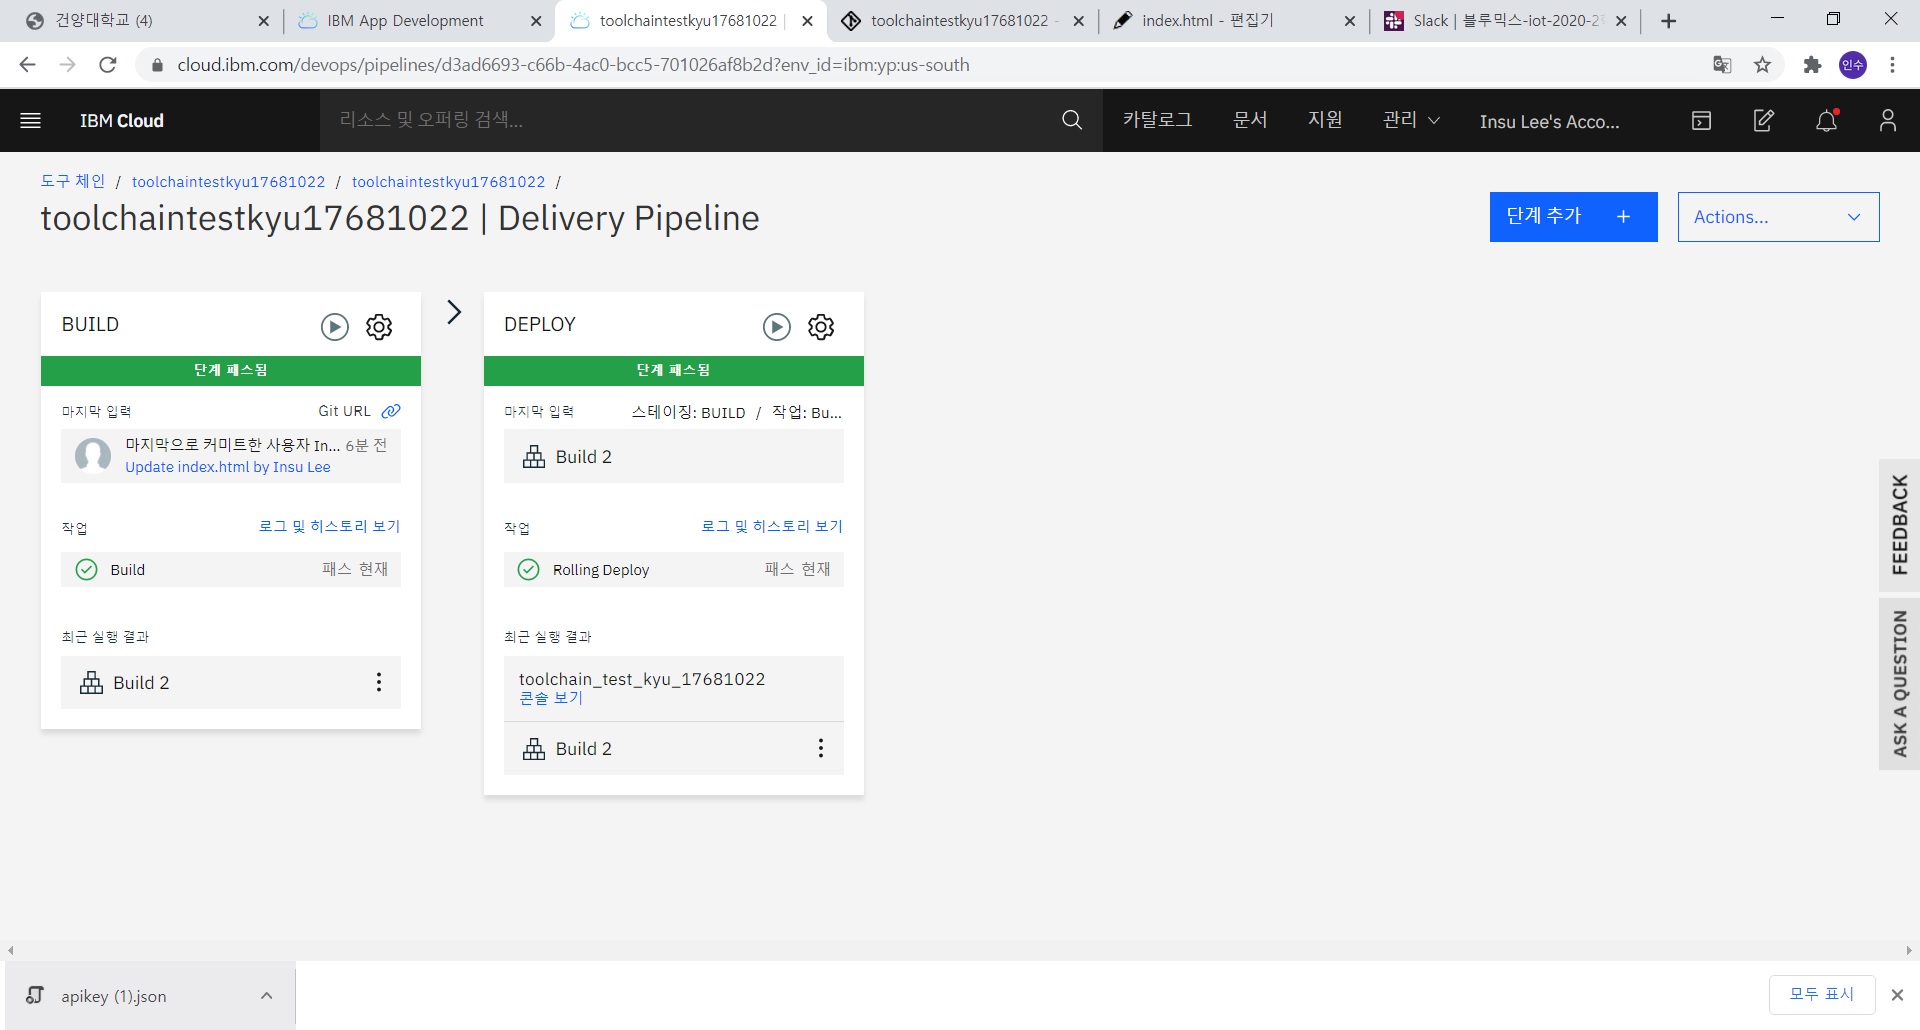 건양대학교 (4)
IBM App Development
toolchaintestkyu17681022 |
toolchaintestkyu17681022 -
index.html - 편집기
Slack | 블루믹스-iot-2020-2
cloud.ibm.com/devops/pipelines/d3ad6693-c66b-4ac0-bcc5-701026af8b2d?env_id=ibm:yp:us-south
인수
IBM Cloud
리소스 및 오퍼링 검색...
카탈로그
문서
지원
관리
Insu Lee's Acco...
도구 체인 / toolchaintestkyu17681022 / toolchaintestkyu17681022 /
toolchaintestkyu17681022 | Delivery Pipeline
단계 추가 +
Actions...
BUILD
단계 패스됨
마지막 입력
Git URL
마지막으로 커미트한 사용자 In... 6분 전
Update index.html by Insu Lee
작업
로그 및 히스토리 보기
Build
패스 현재
최근 실행 결과
Build 2
DEPLOY
단계 패스됨
마지막 입력
스테이징: BUILD / 작업: Bu...
Build 2
작업
로그 및 히스토리 보기
Rolling Deploy
패스 현재
최근 실행 결과
toolchain_test_kyu_17681022
콘솔 보기
Build 2
FEEDBACK
ASK A QUESTION
apikey (1).json
모두 표시